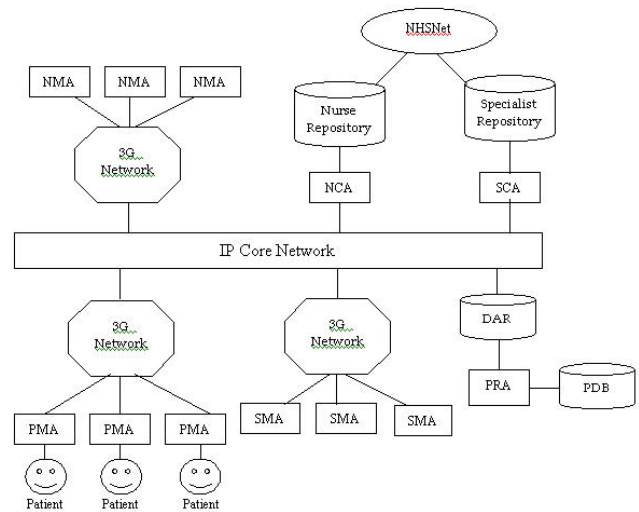 NHSNet
NMA
NMA
NMA
Nurse
Repository
Specialist
Repository
3G
Network
NCA
SCA
IP Core Network
3G
Network
3G
Network
DAR
PRA
PDB
PMA
PMA
PMA
SMA
SMA
SMA
Patient
Patient
Patient